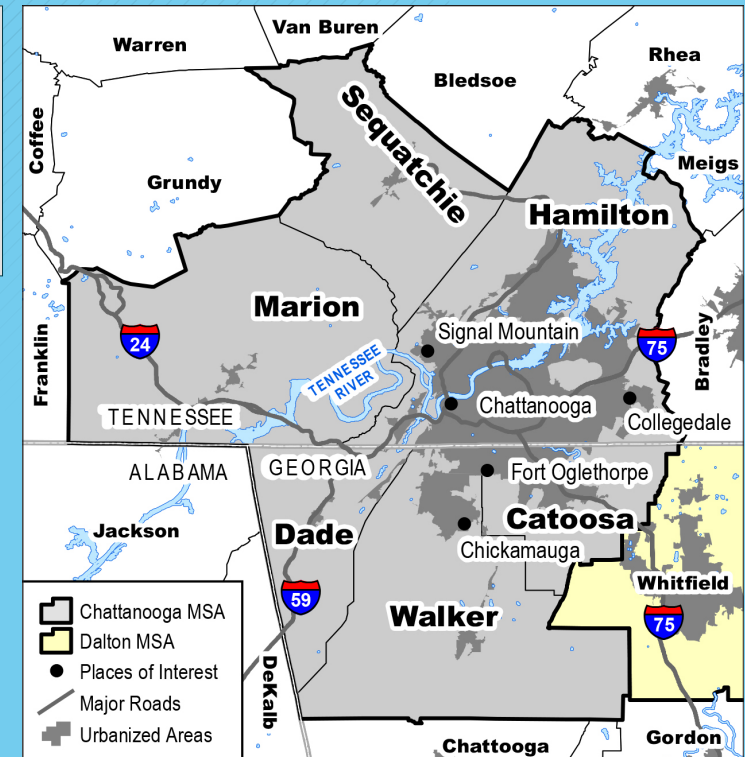 Van Buren
Warren
Rhea
Bledsoe
Sequatchie
Coffee
Meigs
Grundy
Hamilton
Marion
Signal Mountain
24
75
Franklin
Bradley
TENNESSEE
RIVER
Chattanooga
TENNESSEE
Collegedale
ALABAMA
GEORGIA
Fort Oglethorpe
Catoosa
Jackson
Dade
Chickamauga
Whitfield
59
Walker
75
Chattanooga MSA
Dalton MSA
Places of Interest
Major Roads
Urbanized Areas
DeKalb
Chattooga
Gordon